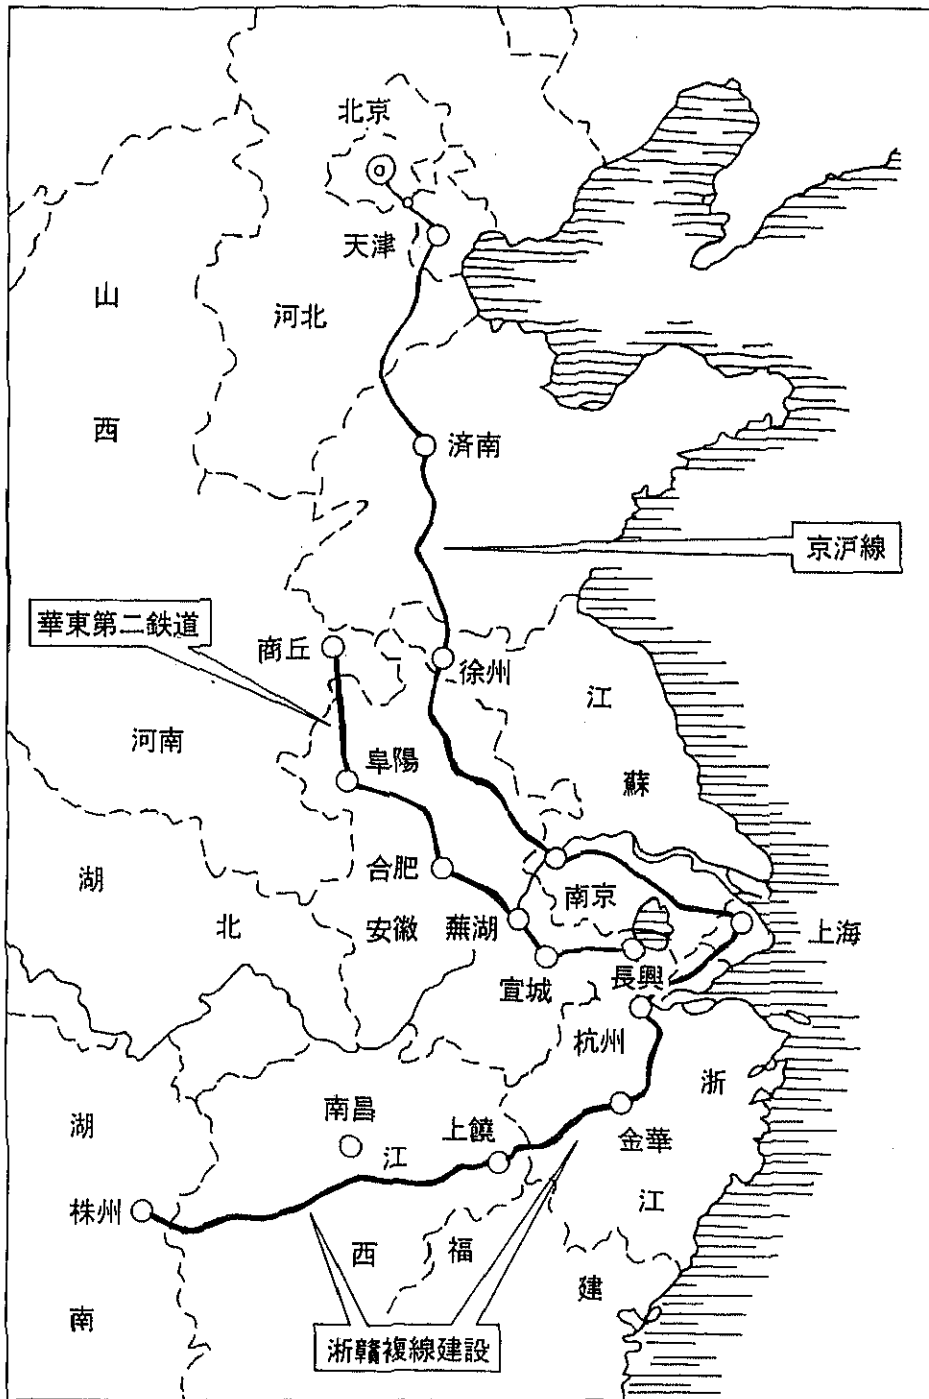 北京
天津
山西
河北
済南
京沪線
華東第二鉄道
商丘
徐州
江蘇
河南
阜陽
合肥
湖北
安徽
蕪湖
南京
上海
宣城
長興
杭州
浙江
南昌
上饒
金華
湖南
江西
株州
福建
浙贛複線建設